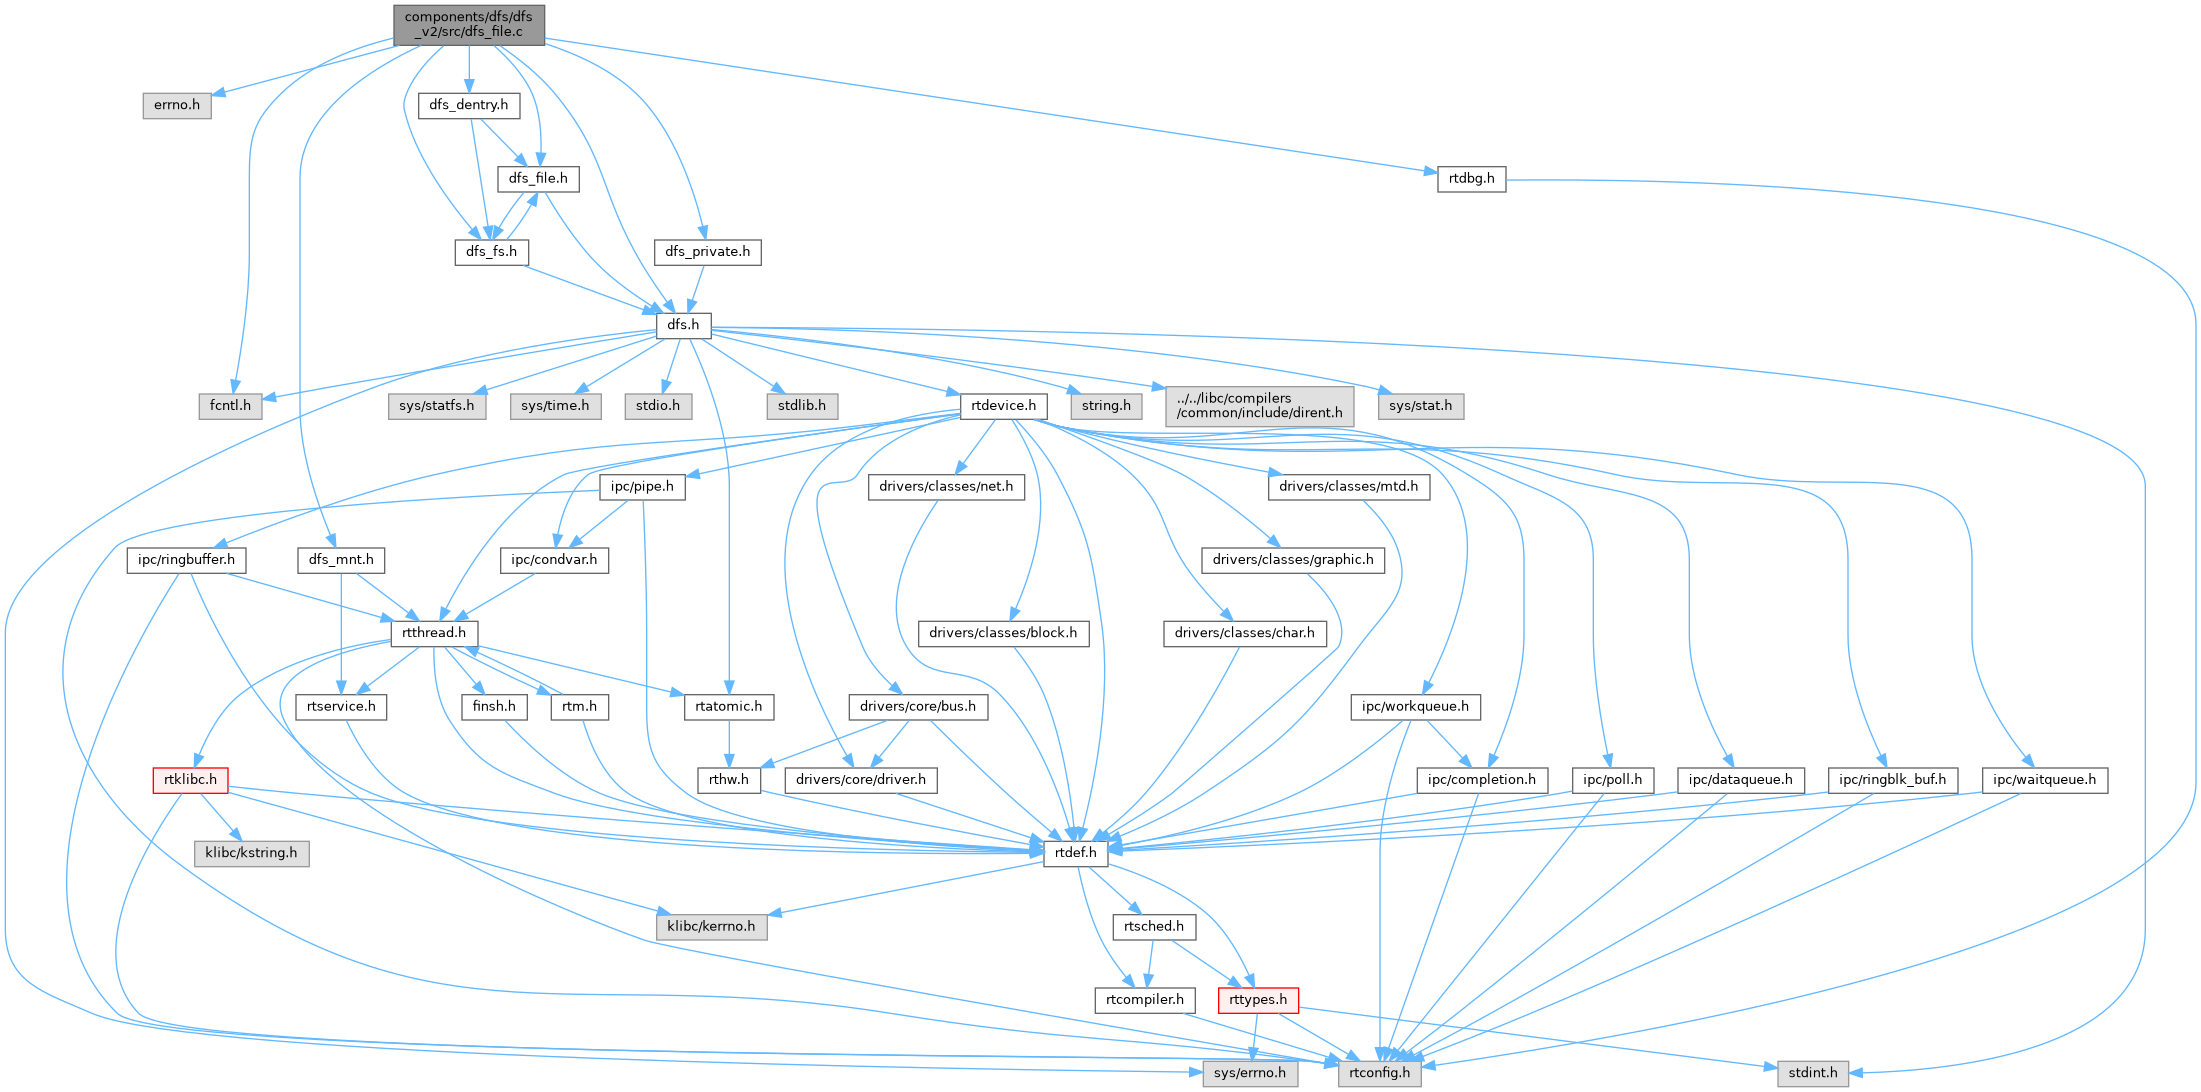 components/dfs/dfs
_v2/src/dfs_file.c
errno.h
dfs_dentry.h
dfs_file.h
rtdbg.h
dfs_fs.h
dfs_private.h
dfs.h
fcntl.h
sys/statfs.h
sys/time.h
stdio.h
stdlib.h
rtdevice.h
string.h
../../libc/compilers
/common/include/dirent.h
sys/stat.h
ipc/pipe.h
drivers/classes/net.h
drivers/classes/mtd.h
ipc/ringbuffer.h
dfs_mnt.h
ipc/condvar.h
drivers/classes/graphic.h
rtthread.h
drivers/classes/block.h
drivers/classes/char.h
rtservice.h
finsh.h
rtm.h
rtatomic.h
drivers/core/bus.h
ipc/workqueue.h
rtklibc.h
rthw.h
drivers/core/driver.h
ipc/completion.h
ipc/poll.h
ipc/dataqueue.h
ipc/ringblk_buf.h
ipc/waitqueue.h
klibc/kstring.h
rtdef.h
klibc/kerrno.h
rtsched.h
rtcompiler.h
rttypes.h
sys/errno.h
rtconfig.h
stdint.h